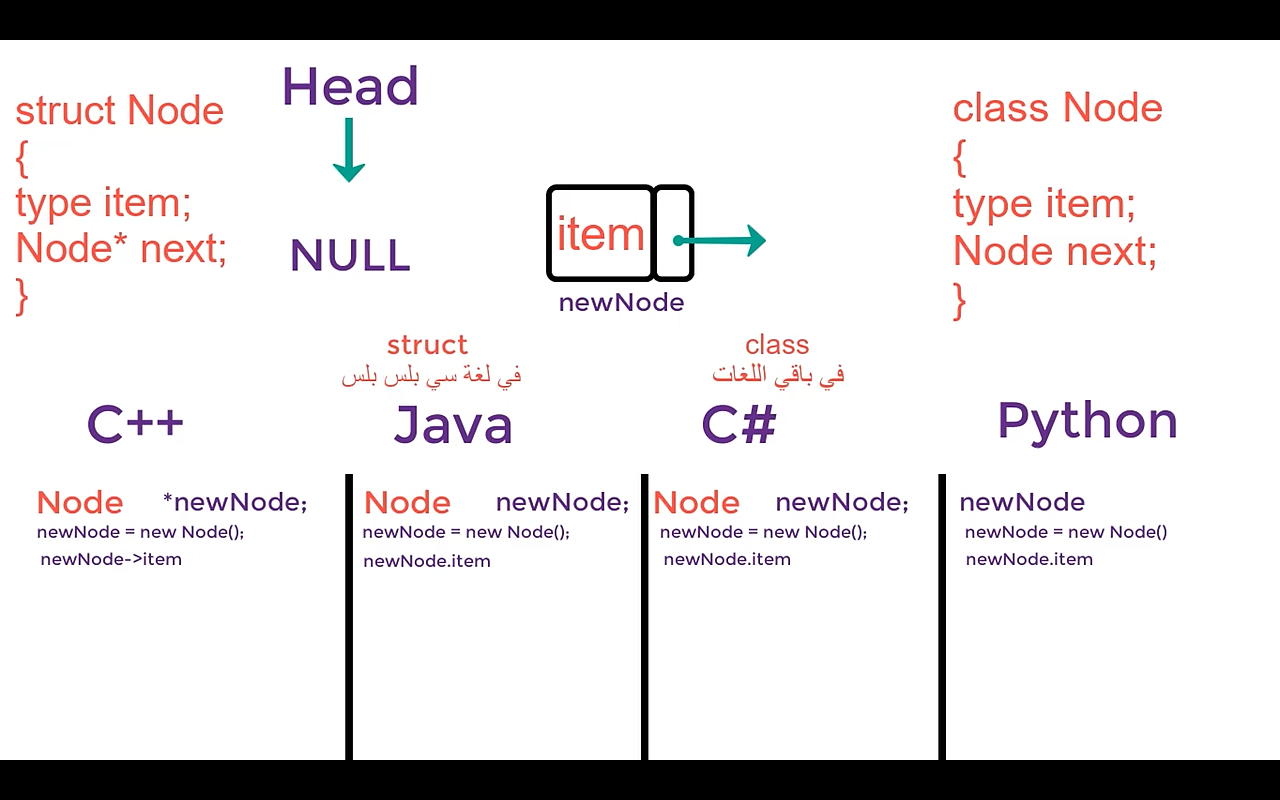 struct Node
{
type item;
Node* next;
}
Head
NULL
item
newNode
class Node
{
type item;
Node next;
}
struct
في لغة سي بلس بلس
class
في باقي اللغات
C++
Java
C#
Python
Node *newNode;
newNode = new Node();
newNode->item
Node newNode;
newNode = new Node();
newNode.item
Node newNode;
newNode = new Node();
newNode.item
newNode
newNode = new Node()
newNode.item